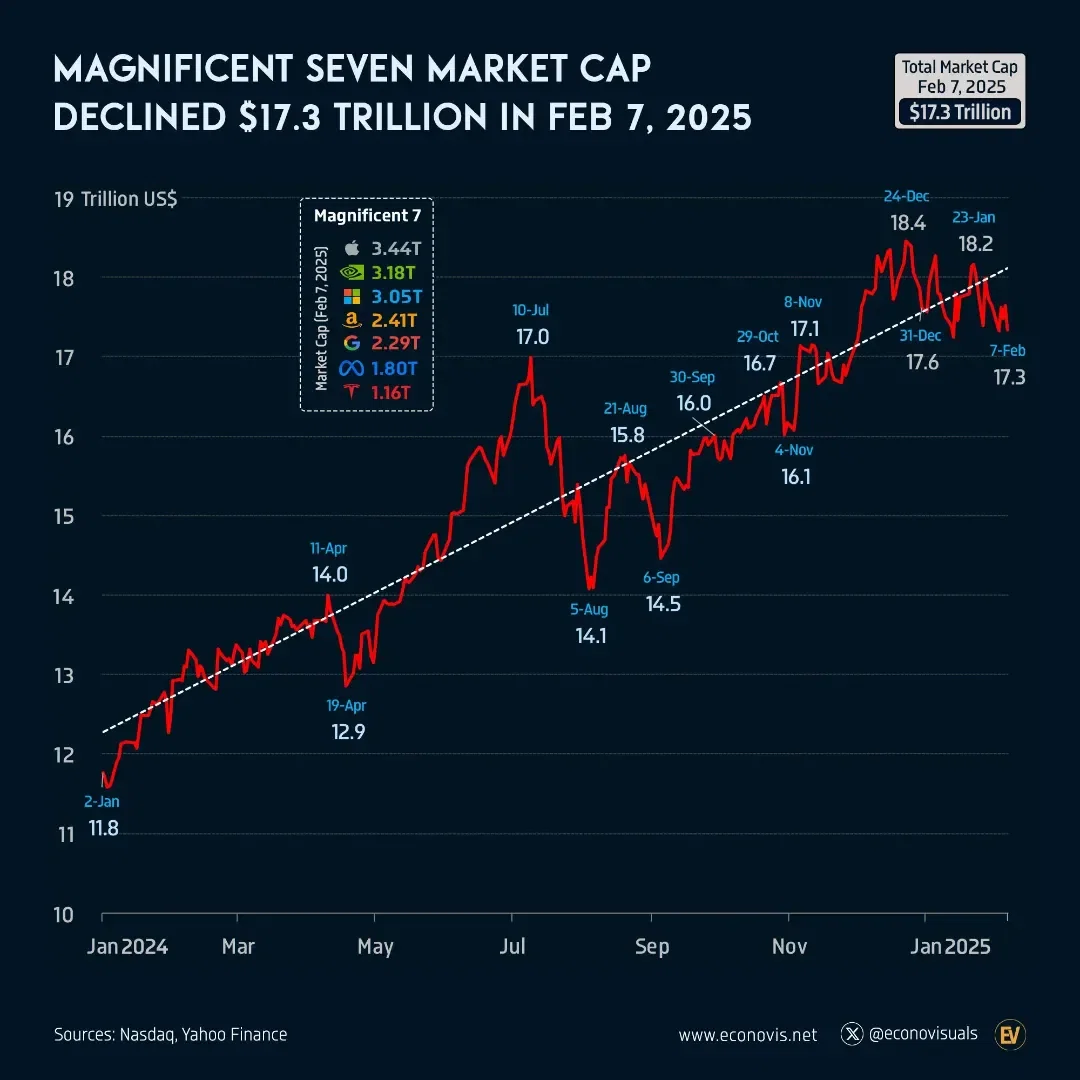 MAGNIFICENT SEVEN MARKET CAP
DECLINED $17.3 TRILLION IN FEB 7, 2025
Total Market Cap
Feb 7, 2025
$17.3 Trillion
19 Trillion US$
18
17
16
15
14
13
12
11
10
Magnificent 7
Market Cap (Feb 7, 2025)
3.44T
3.18T
3.05T
2.41T
2.29T
1.80T
1.16T
2-Jan
11.8
11-Apr
14.0
19-Apr
12.9
10-Jul
17.0
5-Aug
14.1
21-Aug
15.8
6-Sep
14.5
30-Sep
16.0
29-Oct
16.7
4-Nov
16.1
8-Nov
17.1
24-Dec
18.4
31-Dec
17.6
23-Jan
18.2
7-Feb
17.3
Jan 2024
Mar
May
Jul
Sep
Nov
Jan 2025
Sources: Nasdaq, Yahoo Finance
www.econovis.net
@econovisuals
EV